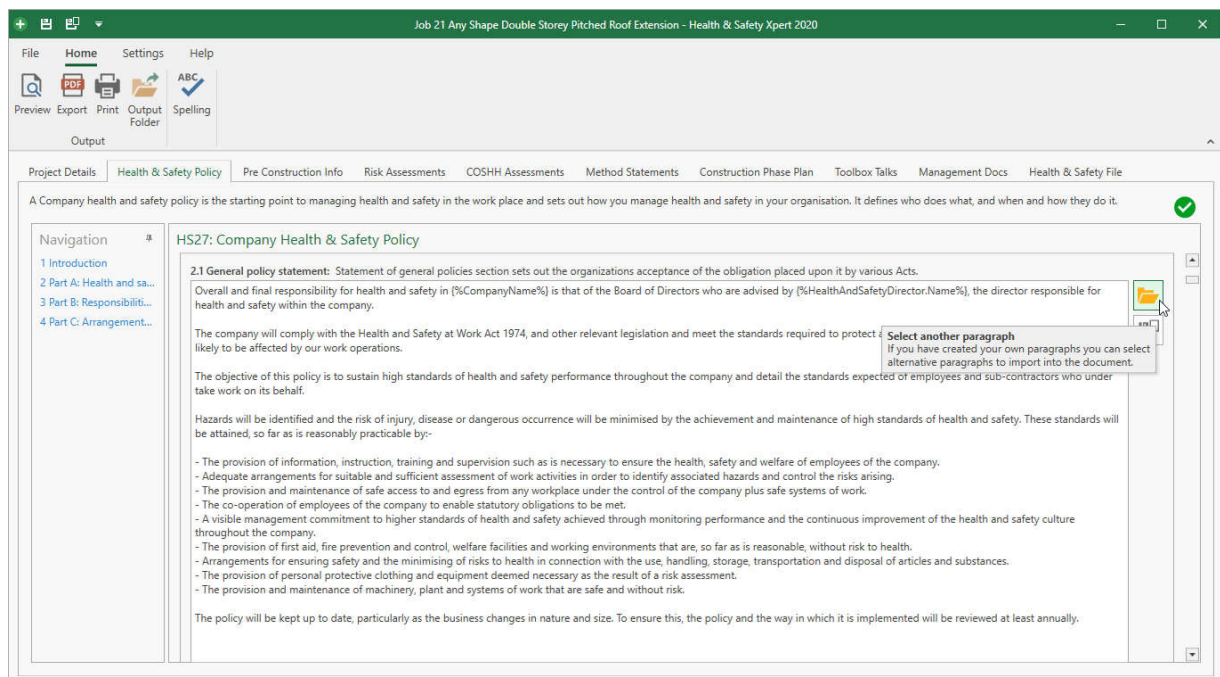 Job 21 Any Shape Double Storey Pitched Roof Extension - Health & Safety Xpert 2020
File Home Settings Help
PDF ABC
Preview Export Print Output Folder Spelling
Output
Project Details Health & Safety Policy Pre Construction Info Risk Assessments COSHH Assessments Method Statements Construction Phase Plan Toolbox Talks Management Docs Health & Safety File
A Company health and safety policy is the starting point to managing health and safety in the work place and sets out how you manage health and safety in your organisation. It defines who does what, and when and how they do it.
Navigation
1 Introduction
2 Part A: Health and sa...
3 Part B: Responsibiliti...
4 Part C: Arrangement...
HS27: Company Health & Safety Policy
2.1 General policy statement: Statement of general policies section sets out the organizations acceptance of the obligation placed upon it by various Acts.
Overall and final responsibility for health and safety in {%CompanyName%} is that of the Board of Directors who are advised by {%HealthAndSafetyDirector.Name%}, the director responsible for
health and safety within the company.
The company will comply with the Health and Safety at Work Act 1974, and other relevant legislation and meet the standards required to protect
likely to be affected by our work operations.
Select another paragraph
If you have created your own paragraphs you can select
alternative paragraphs to import into the document.
The objective of this policy is to sustain high standards of health and safety performance throughout the company and detail the standards expected of employees and sub-contractors who under
take work on its behalf.
Hazards will be identified and the risk of injury, disease or dangerous occurrence will be minimised by the achievement and maintenance of high standards of health and safety. These standards will
be attained, so far as is reasonably practicable by:-
- The provision of information, instruction, training and supervision such as is necessary to ensure the health, safety and welfare of employees of the company.
- Adequate arrangements for suitable and sufficient assessment of work activities in order to identify associated hazards and control the risks arising.
- The provision and maintenance of safe access to and egress from any workplace under the control of the company plus safe systems of work.
- The co-operation of employees of the company to enable statutory obligations to be met.
- A visible management commitment to higher standards of health and safety achieved through monitoring performance and the continuous improvement of the health and safety culture
throughout the company.
- The provision of first aid, fire prevention and control, welfare facilities and working environments that are, so far as is reasonable, without risk to health.
- Arrangements for ensuring safety and the minimising of risks to health in connection with the use, handling, storage, transportation and disposal of articles and substances.
- The provision of personal protective clothing and equipment deemed necessary as the result of a risk assessment.
- The provision and maintenance of machinery, plant and systems of work that are safe and without risk.
The policy will be kept up to date, particularly as the business changes in nature and size. To ensure this, the policy and the way in which it is implemented will be reviewed at least annually.